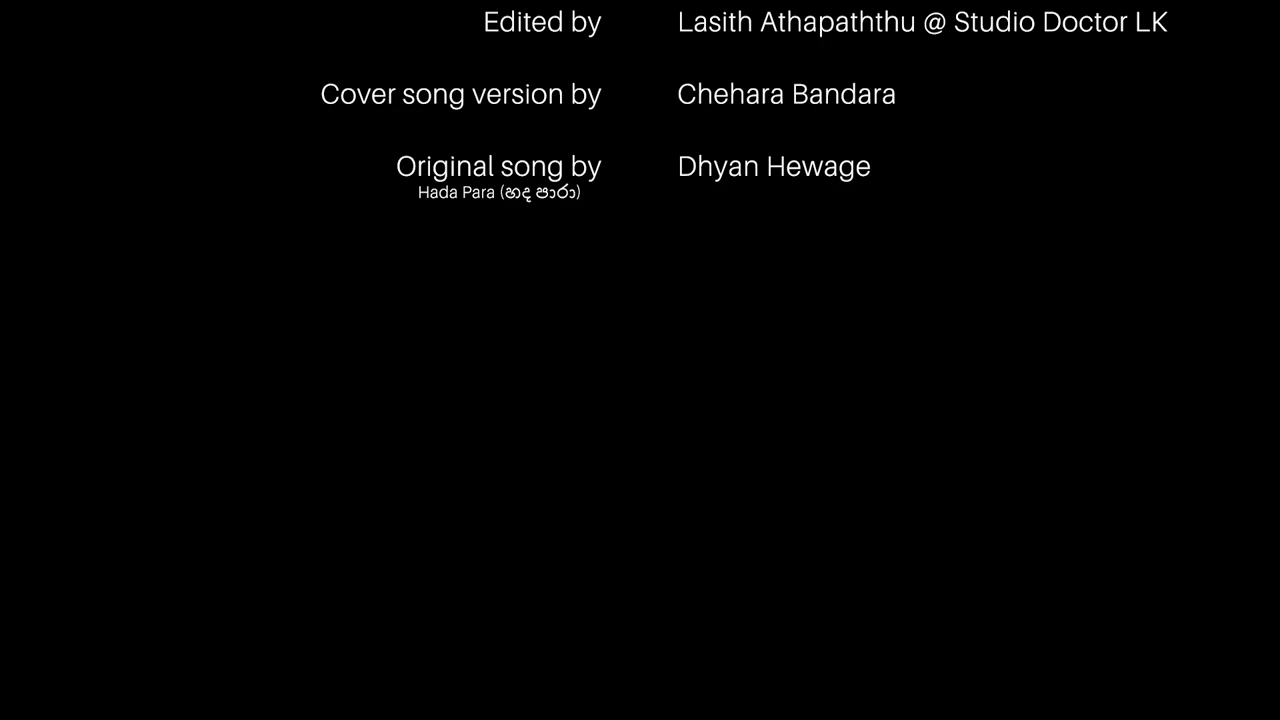 Edited by Lasith Athapaththu @ Studio Doctor LK
Cover song version by Chehara Bandara
Original song by Dhyan Hewage
Hada Para (හද පාරා)